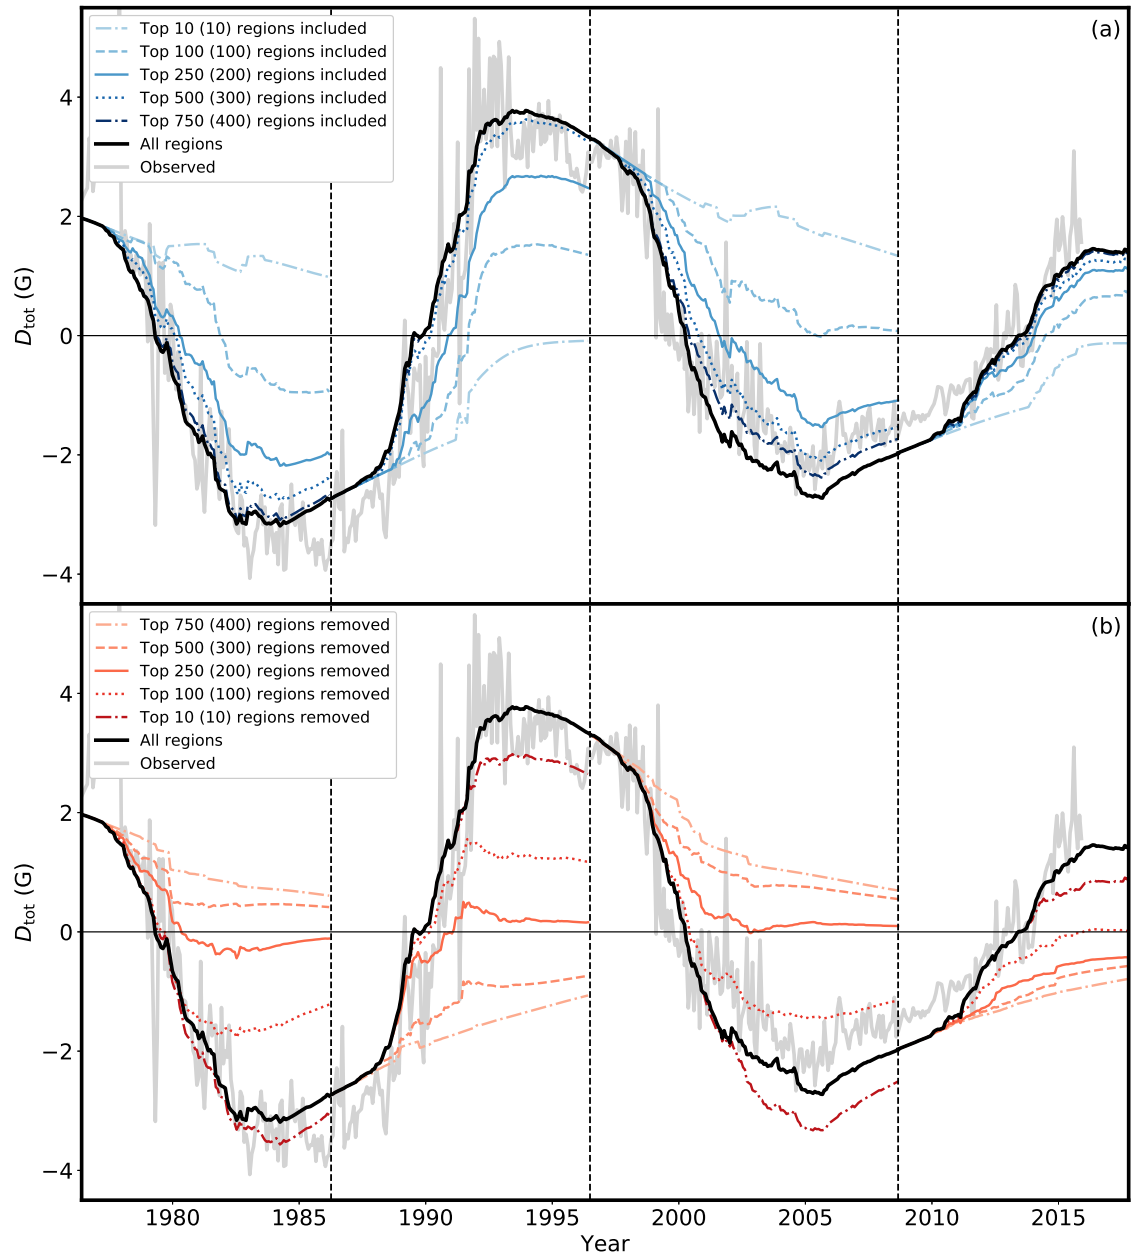 (a)
Top 10 (10) regions included
Top 100 (100) regions included
Top 250 (200) regions included
Top 500 (300) regions included
Top 750 (400) regions included
All regions
Observed
4
2
0
−2
−4
D_tot (G)
(b)
Top 750 (400) regions removed
Top 500 (300) regions removed
Top 250 (200) regions removed
Top 100 (100) regions removed
Top 10 (10) regions removed
All regions
Observed
4
2
0
−2
−4
D_tot (G)
1980 1985 1990 1995 2000 2005 2010 2015
Year